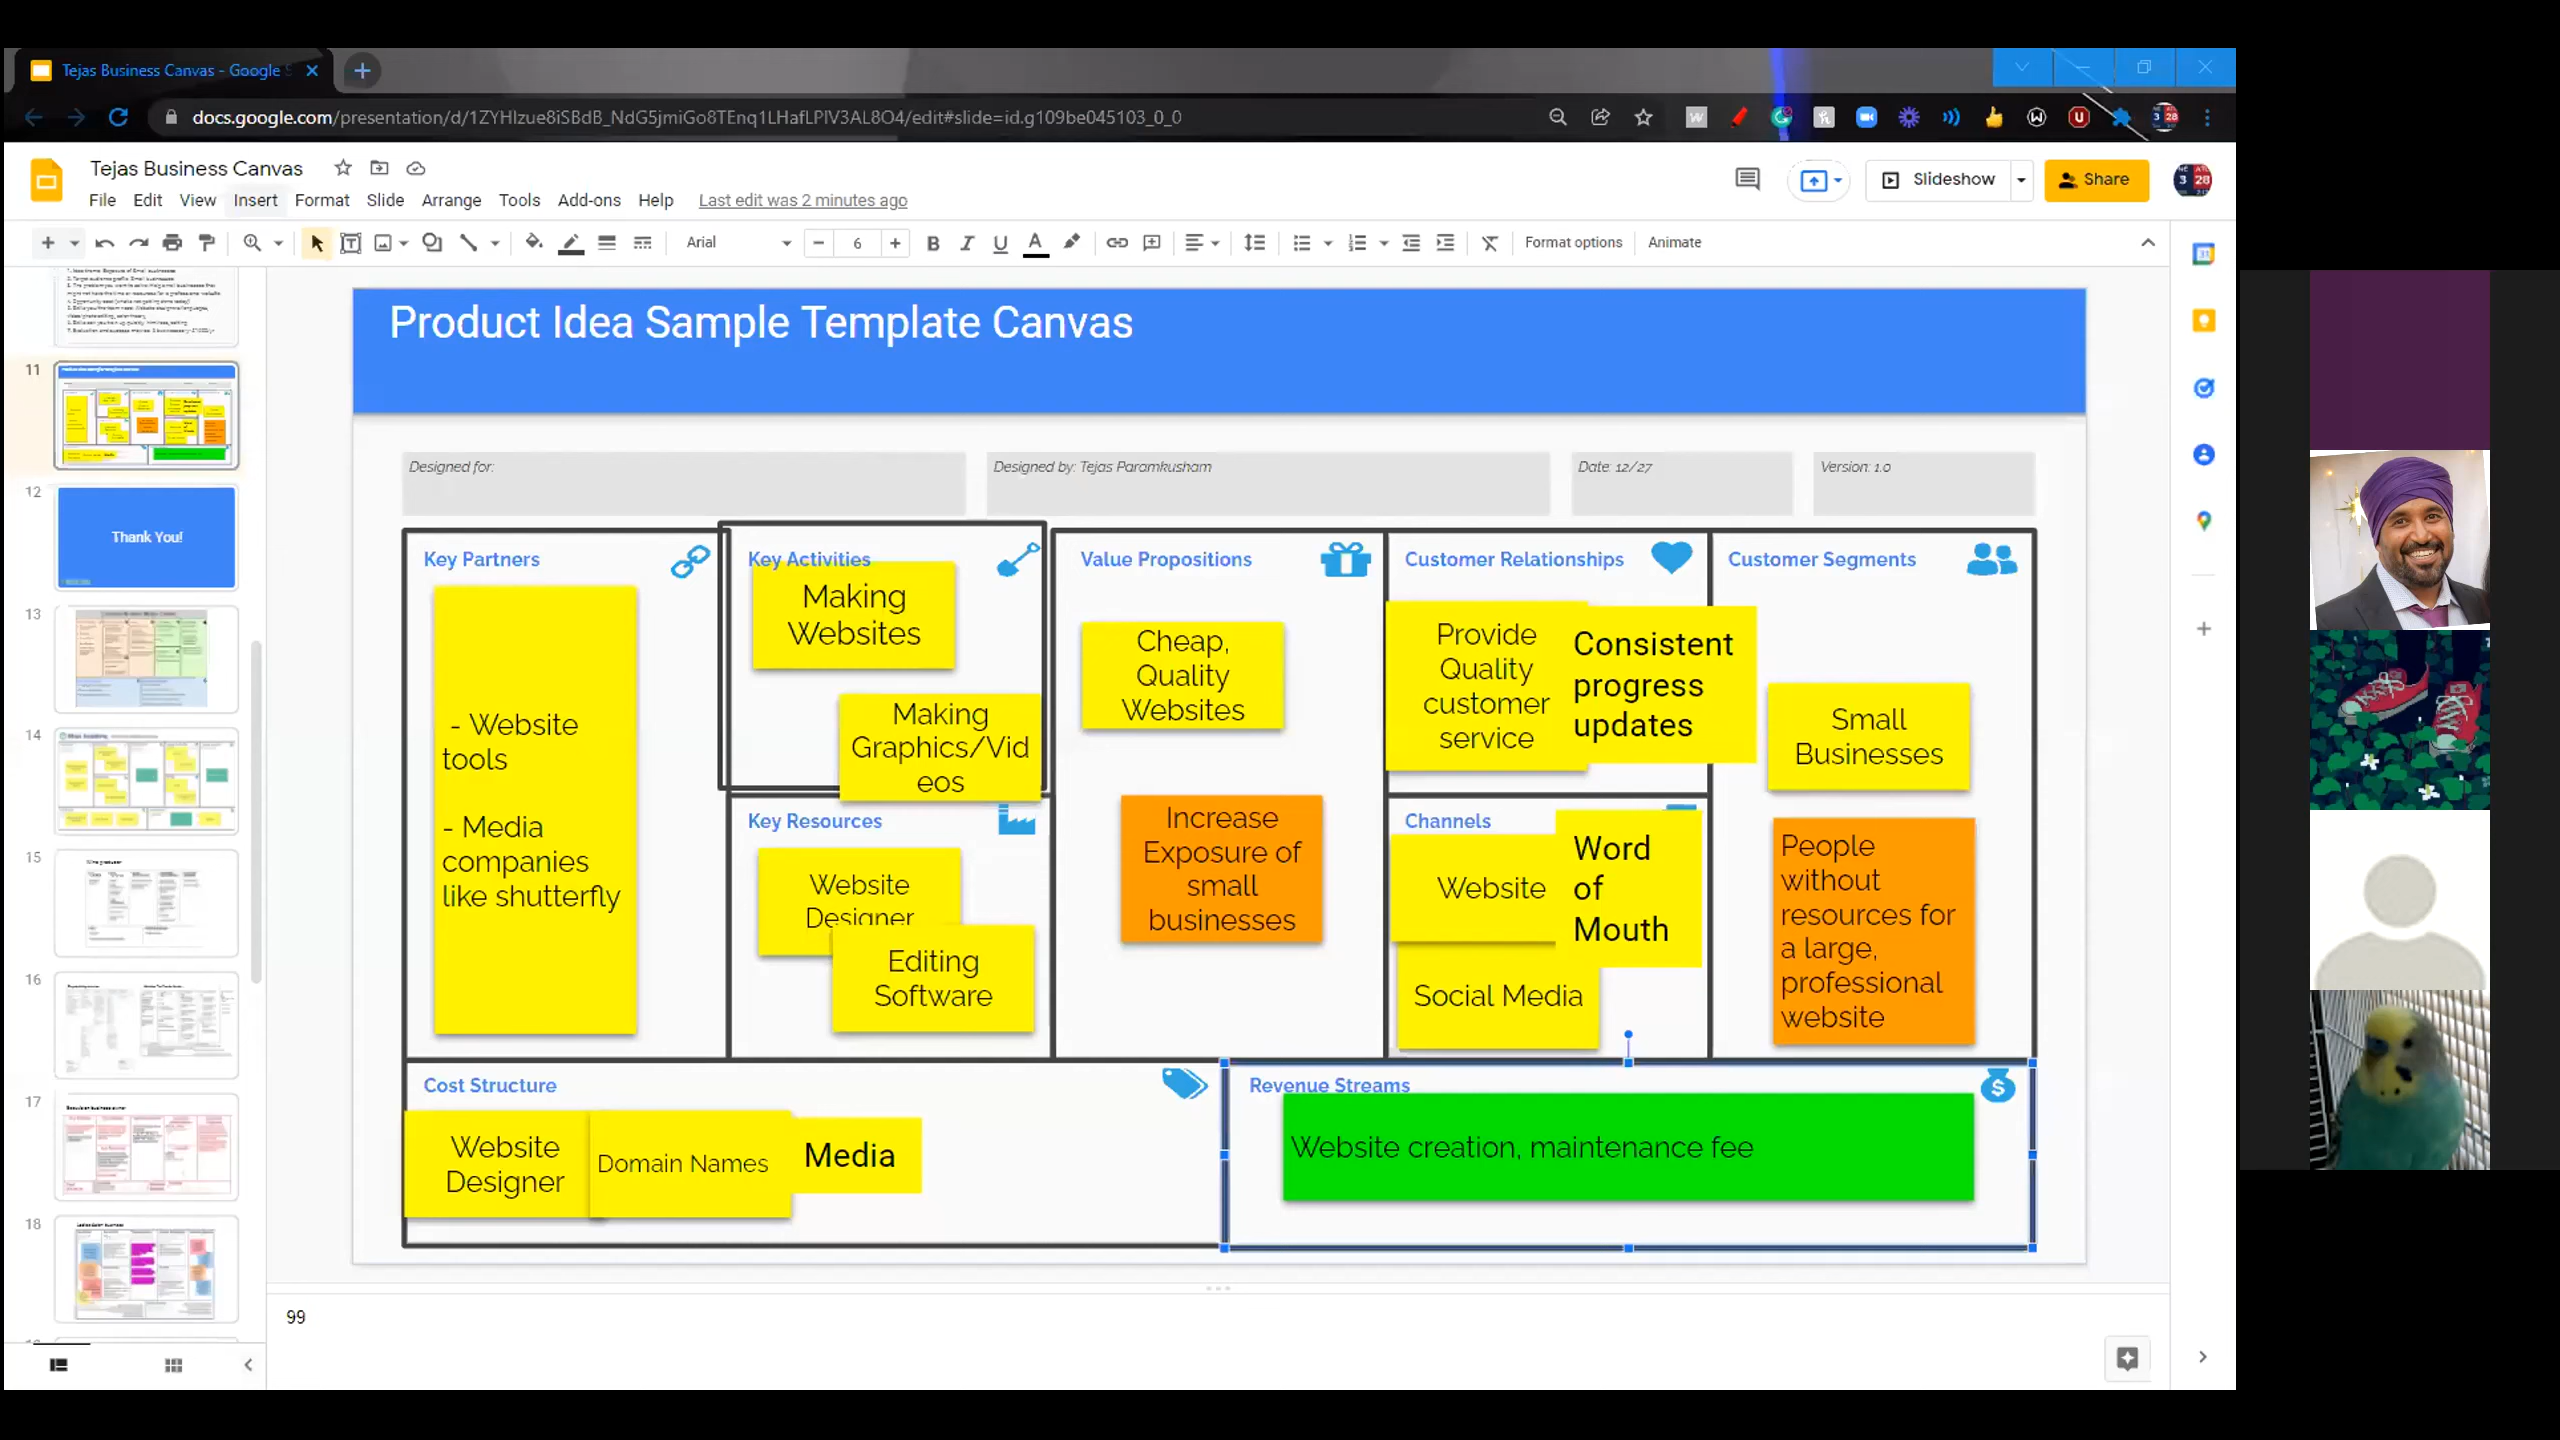 Tejas Business Canvas - Google S
docs.google.com/presentation/d/1ZYHlzue8iSBdB_NdG5jmiGo8TEnq1LHafLPlV3AL8O4/edit#slide=id.g109be045103_0_0
Tejas Business Canvas
File Edit View Insert Format Slide Arrange Tools Add-ons Help Last edit was 2 minutes ago
Slideshow
Share
Arial
6
Format options
Animate
11
12
Thank You!
13
14
15
16
17
18
Product Idea Sample Template Canvas
Designed for:
Designed by: Tejas Paramkusham
Date: 12/27
Version: 1.0
Key Partners
- Website
tools
- Media
companies
like shutterfly
Key Activities
Making
Websites
Making
Graphics/Vid
eos
Key Resources
Website
Designer
Editing
Software
Value Propositions
Cheap,
Quality
Websites
Increase
Exposure of
small
businesses
Customer Relationships
Provide
Quality
customer
service
Consistent
progress
updates
Channels
Website
Word
of
Mouth
Social Media
Customer Segments
Small
Businesses
People
without
resources for
a large,
professional
website
Cost Structure
Website
Designer
Domain Names
Media
Revenue Streams
Website creation, maintenance fee
99